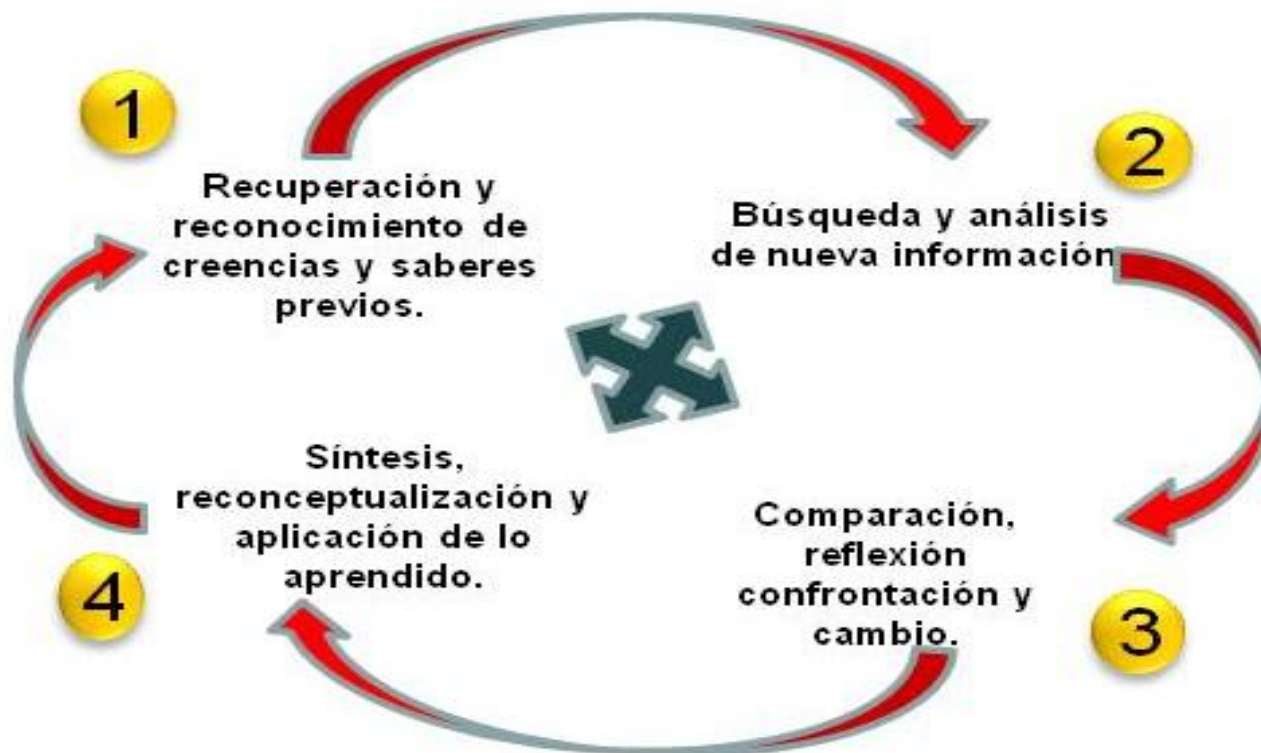 1
Recuperación y
reconocimiento de
creencias y saberes
previos.
2
Búsqueda y análisis
de nueva información
3
Comparación,
reflexión
confrontación y
cambio.
4
Síntesis,
reconceptualización y
aplicación de lo
aprendido.